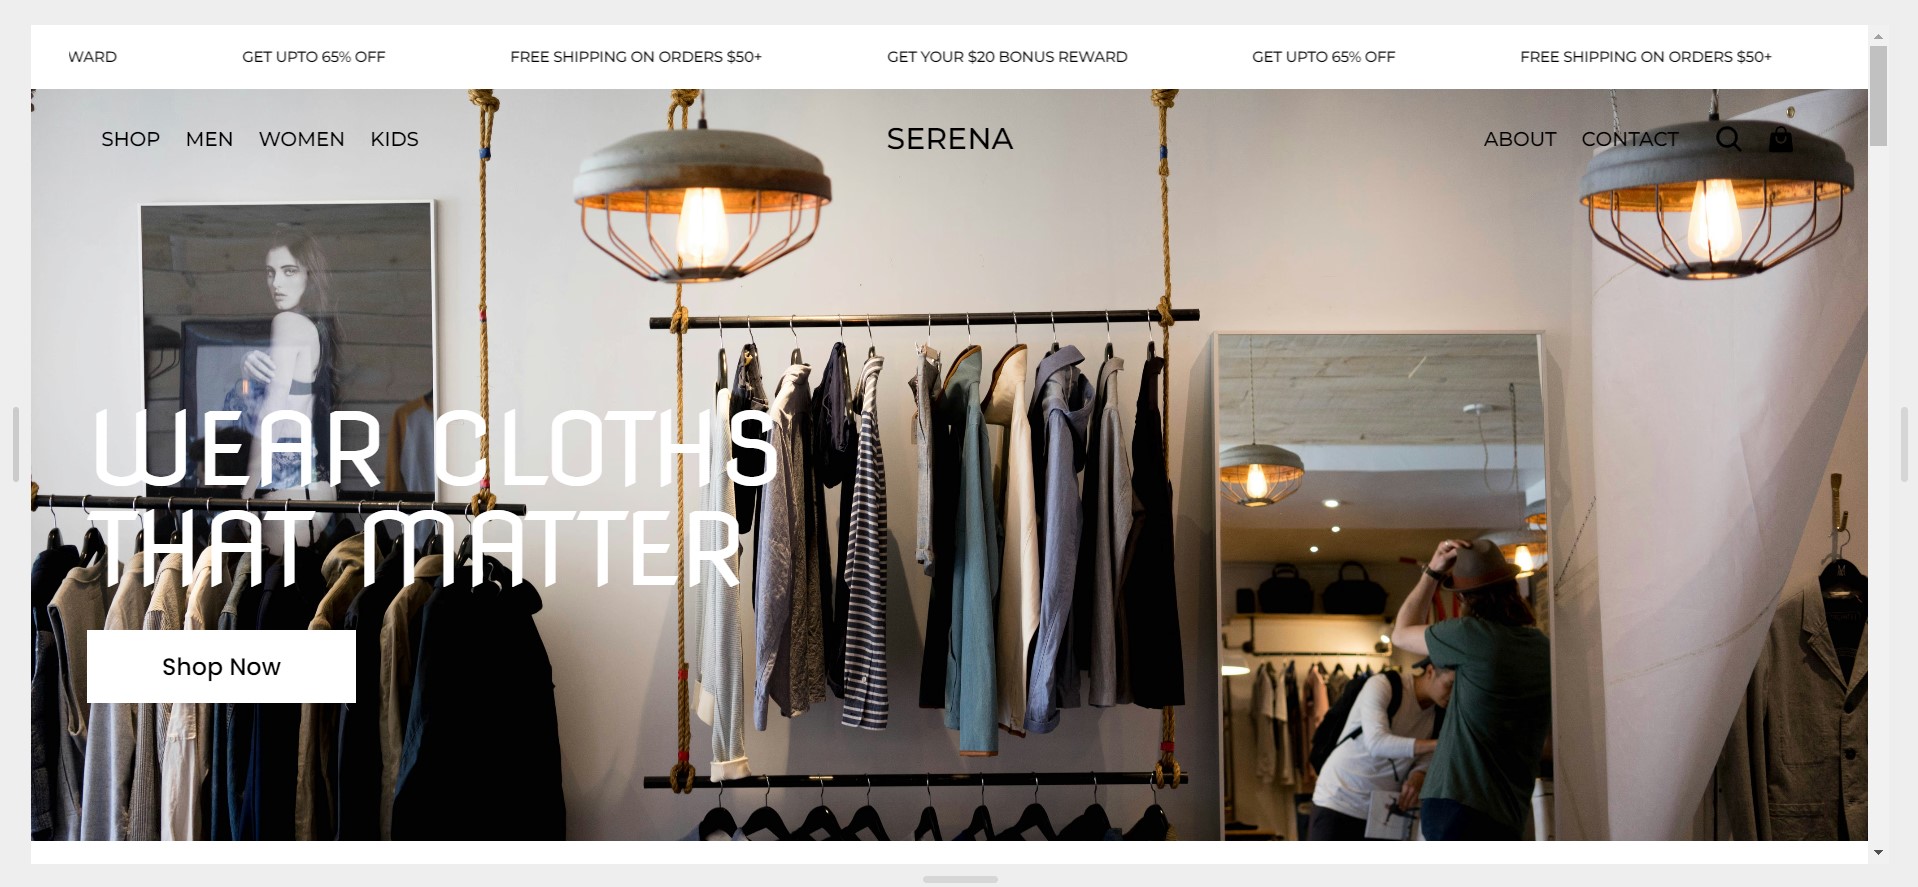 WARD GET UPTO 65% OFF FREE SHIPPING ON ORDERS $50+ GET YOUR $20 BONUS REWARD GET UPTO 65% OFF FREE SHIPPING ON ORDERS $50+
SHOP MEN WOMEN KIDS SERENA ABOUT CONTACT
WEAR CLOTHS
THAT MATTER
Shop Now